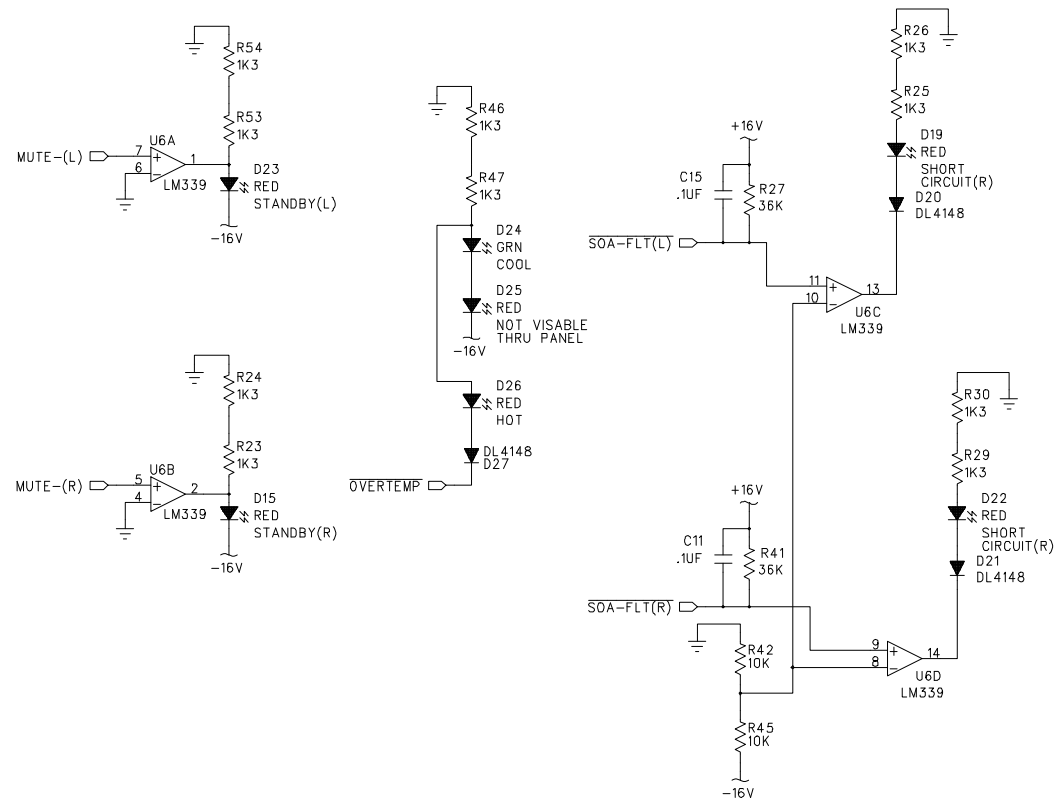 R54
1K3
R53
1K3
U6A
MUTE-(L)
7
6
+
−
1
LM339
D23
RED
STANDBY(L)
-16V
R24
1K3
R23
1K3
U6B
MUTE-(R)
5
4
+
−
2
LM339
D15
RED
STANDBY(R)
-16V
R46
1K3
R47
1K3
D24
GRN
COOL
D25
RED
NOT VISABLE
THRU PANEL
-16V
D26
RED
HOT
DL4148
D27
OVERTEMP
R26
1K3
R25
1K3
D19
RED
SHORT
CIRCUIT(R)
D20
DL4148
+16V
C15
.1UF
R27
36K
SOA-FLT(L)
11
10
+
−
13
U6C
LM339
R30
1K3
R29
1K3
D22
RED
SHORT
CIRCUIT(R)
D21
DL4148
+16V
C11
.1UF
R41
36K
SOA-FLT(R)
9
8
+
−
14
U6D
LM339
R42
10K
R45
10K
-16V